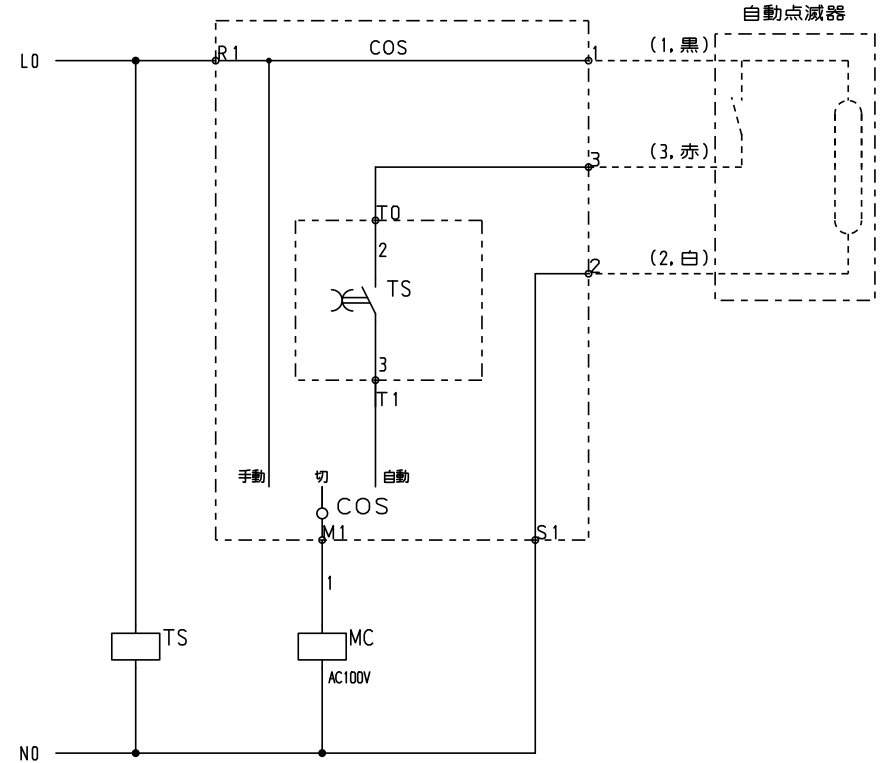 自動点滅器
L0
R1
COS
1
(1,黒)
3
(3,赤)
T0
2
2
(2,白)
TS
3
T1
手動
切
自動
COS
M1
S1
1
TS
MC
AC100V
N0